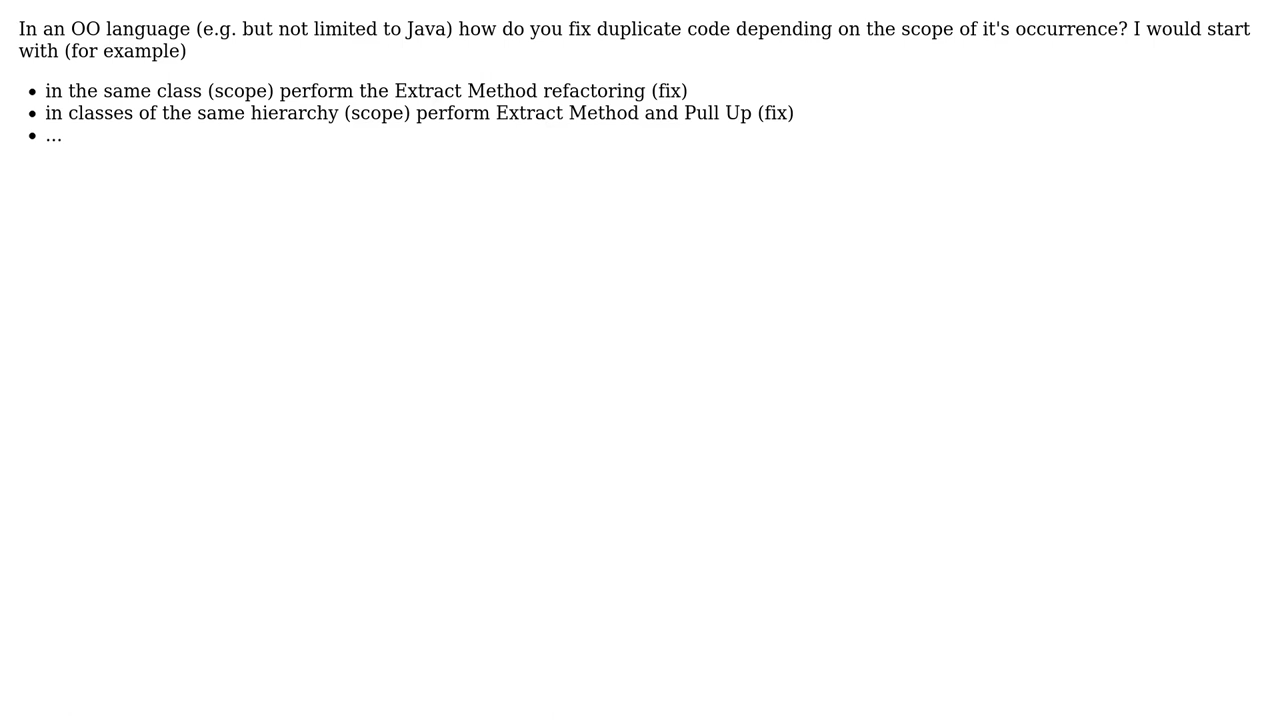 In an OO language (e.g. but not limited to Java) how do you fix duplicate code depending on the scope of it's occurrence? I would start
with (for example)
• in the same class (scope) perform the Extract Method refactoring (fix)
• in classes of the same hierarchy (scope) perform Extract Method and Pull Up (fix)
• ...